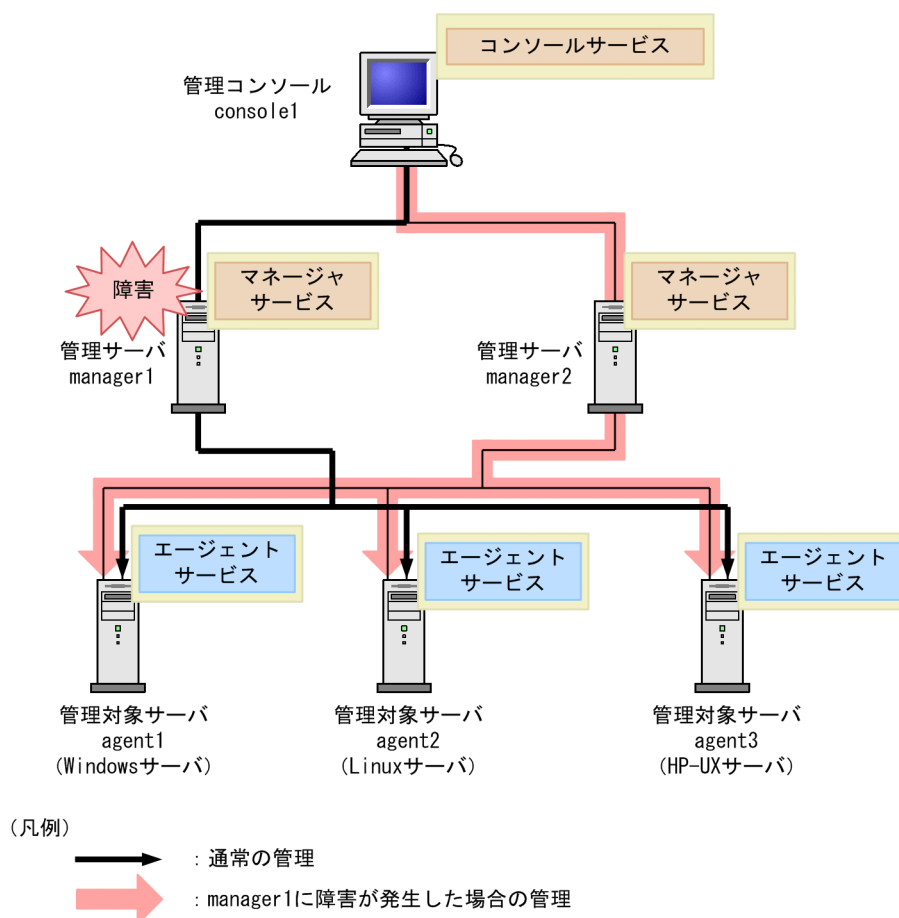 コンソールサービス
管理コンソール
console1
障害
マネージャ
サービス
マネージャ
サービス
管理サーバ
manager1
管理サーバ
manager2
エージェント
サービス
エージェント
サービス
エージェント
サービス
管理対象サーバ
agent1
(Windowsサーバ)
管理対象サーバ
agent2
(Linuxサーバ)
管理対象サーバ
agent3
(HP-UXサーバ)
(凡例)
：通常の管理
：manager1に障害が発生した場合の管理